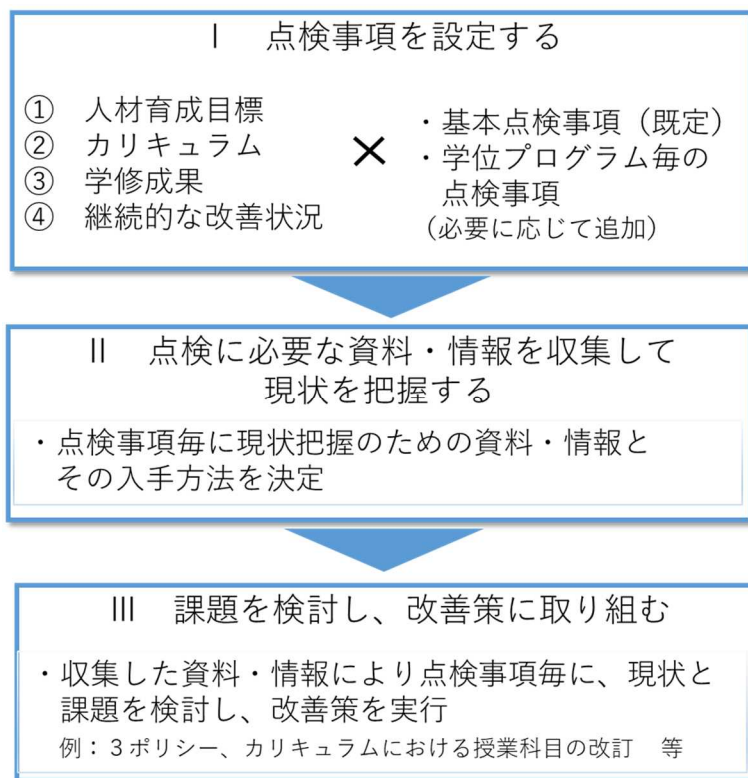 Ⅰ 点検事項を設定する
① 人材育成目標
② カリキュラム
③ 学修成果
④ 継続的な改善状況
×
・基本点検事項（既定）
・学位プログラム毎の
点検事項
（必要に応じて追加）
Ⅱ 点検に必要な資料・情報を収集して
現状を把握する
・点検事項毎に現状把握のための資料・情報と
その入手方法を決定
Ⅲ 課題を検討し、改善策に取り組む
・収集した資料・情報により点検事項毎に、現状と
課題を検討し、改善策を実行
例：３ポリシー、カリキュラムにおける授業科目の改訂 等